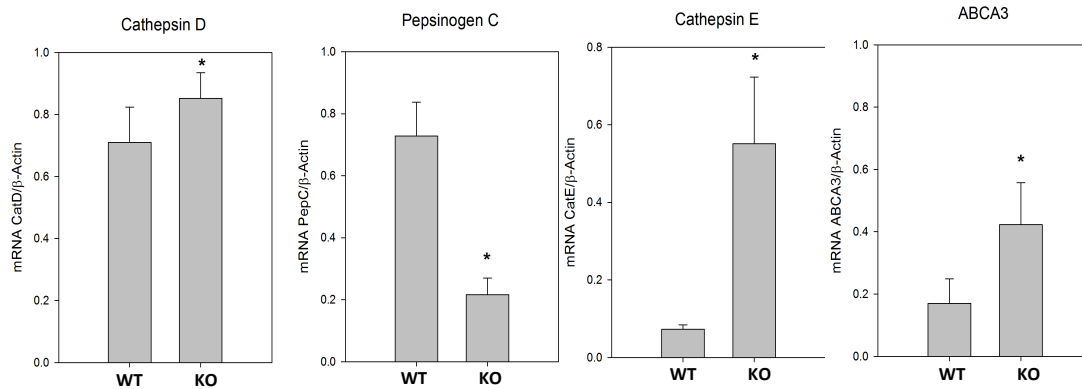 Cathepsin D
mRNA CatD/β-Actin
1.0
0.8
0.6
0.4
0.2
0.0
*
WT KO
Pepsinogen C
mRNA PepC/β-Actin
1.0
0.8
0.6
0.4
0.2
0.0
*
WT KO
Cathepsin E
mRNA CatE/β-Actin
0.8
0.6
0.4
0.2
0.0
*
WT KO
ABCA3
mRNA ABCA3/β-Actin
1.0
0.8
0.6
0.4
0.2
0.0
*
WT KO